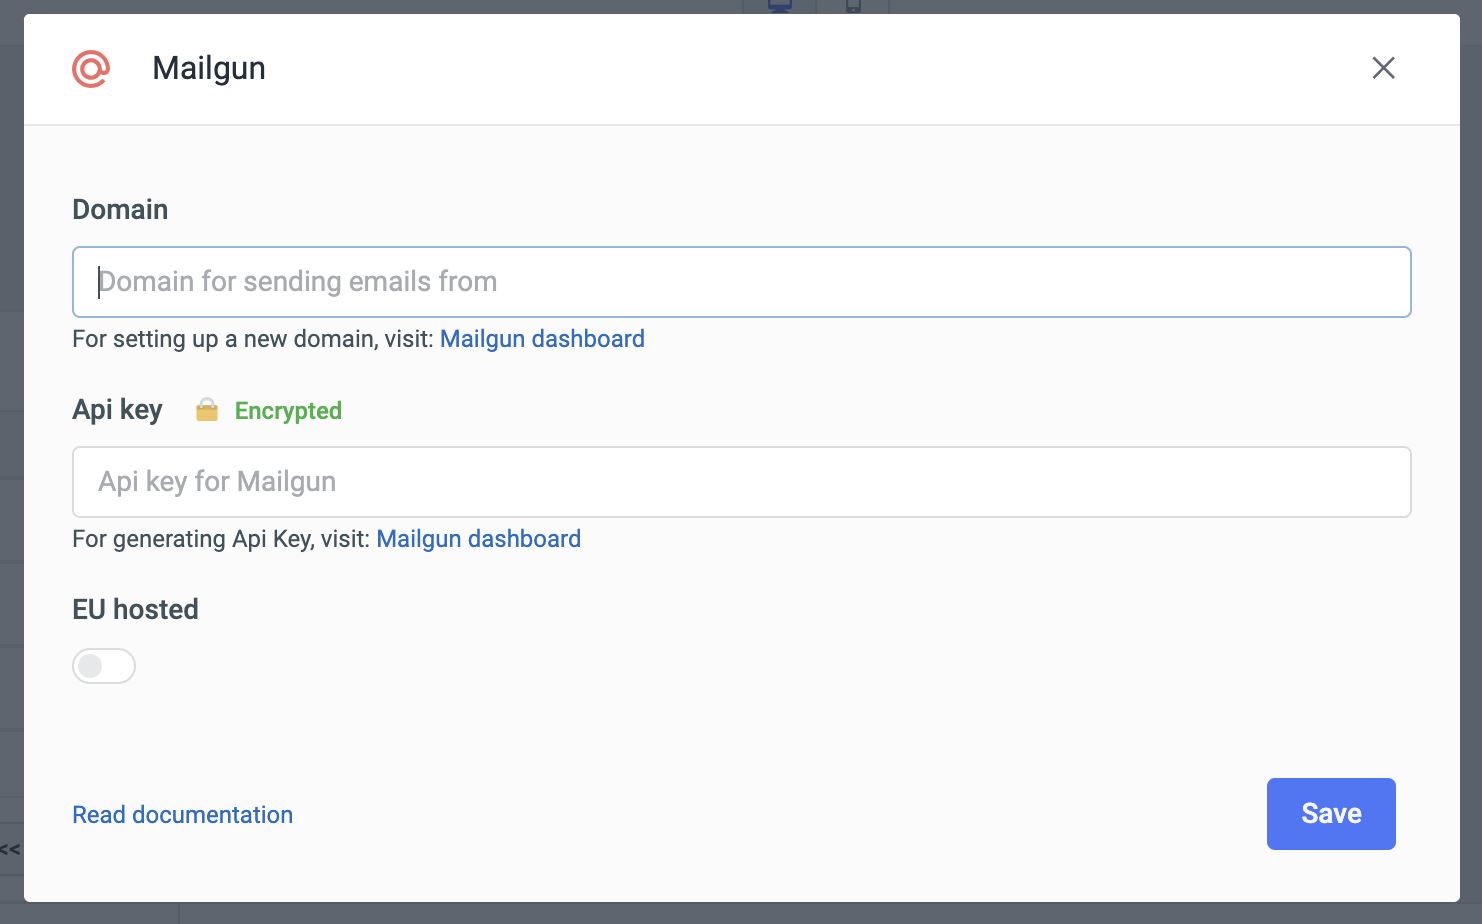 Mailgun
Domain
Domain for sending emails from
For setting up a new domain, visit: Mailgun dashboard
Api key Encrypted
Api key for Mailgun
For generating Api Key, visit: Mailgun dashboard
EU hosted
Read documentation
Save
<<